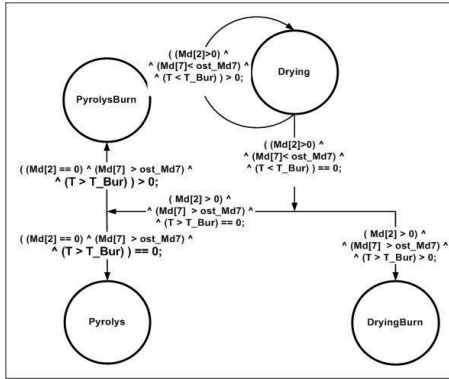 ( (Md[2]>0) ^
^ (Md[7]< ost_Md7) ^
^ (T < T_Bur) ) > 0;
Drying
PyrolysBurn
( (Md[2]>0) ^
^ (Md[7]< ost_Md7) ^
^ (T < T_Bur) ) ==0;
( (Md[2] == 0) ^ (Md[7] > ost_Md7) ^
^ (T > T_Bur) ) > 0;
( Md[2] > 0) ^
^ (Md[7] > ost_Md7) ^
^ (T > T_Bur) ==0;
( (Md[2] ==0) ^ (Md[7] > ost_Md7) ^
^ (T > T_Bur) ) == 0;
( Md[2] > 0) ^
^ (Md[7] > ost_Md7) ^
^ (T > T_Bur) > 0;
Pyrolys
DryingBurn